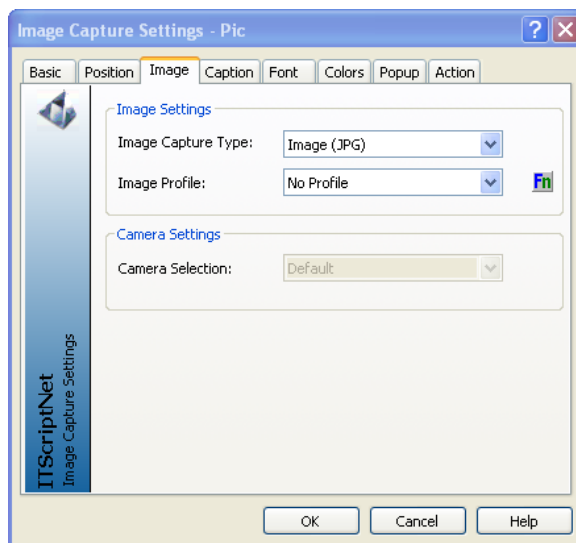 Image Capture Settings - Pic
?
Basic Position Image Caption Font Colors Popup Action
Image Settings
Image Capture Type: Image (JPG)
Image Profile: No Profile Fn
Camera Settings
Camera Selection: Default
ITScriptNet
Image Capture Settings
OK Cancel Help